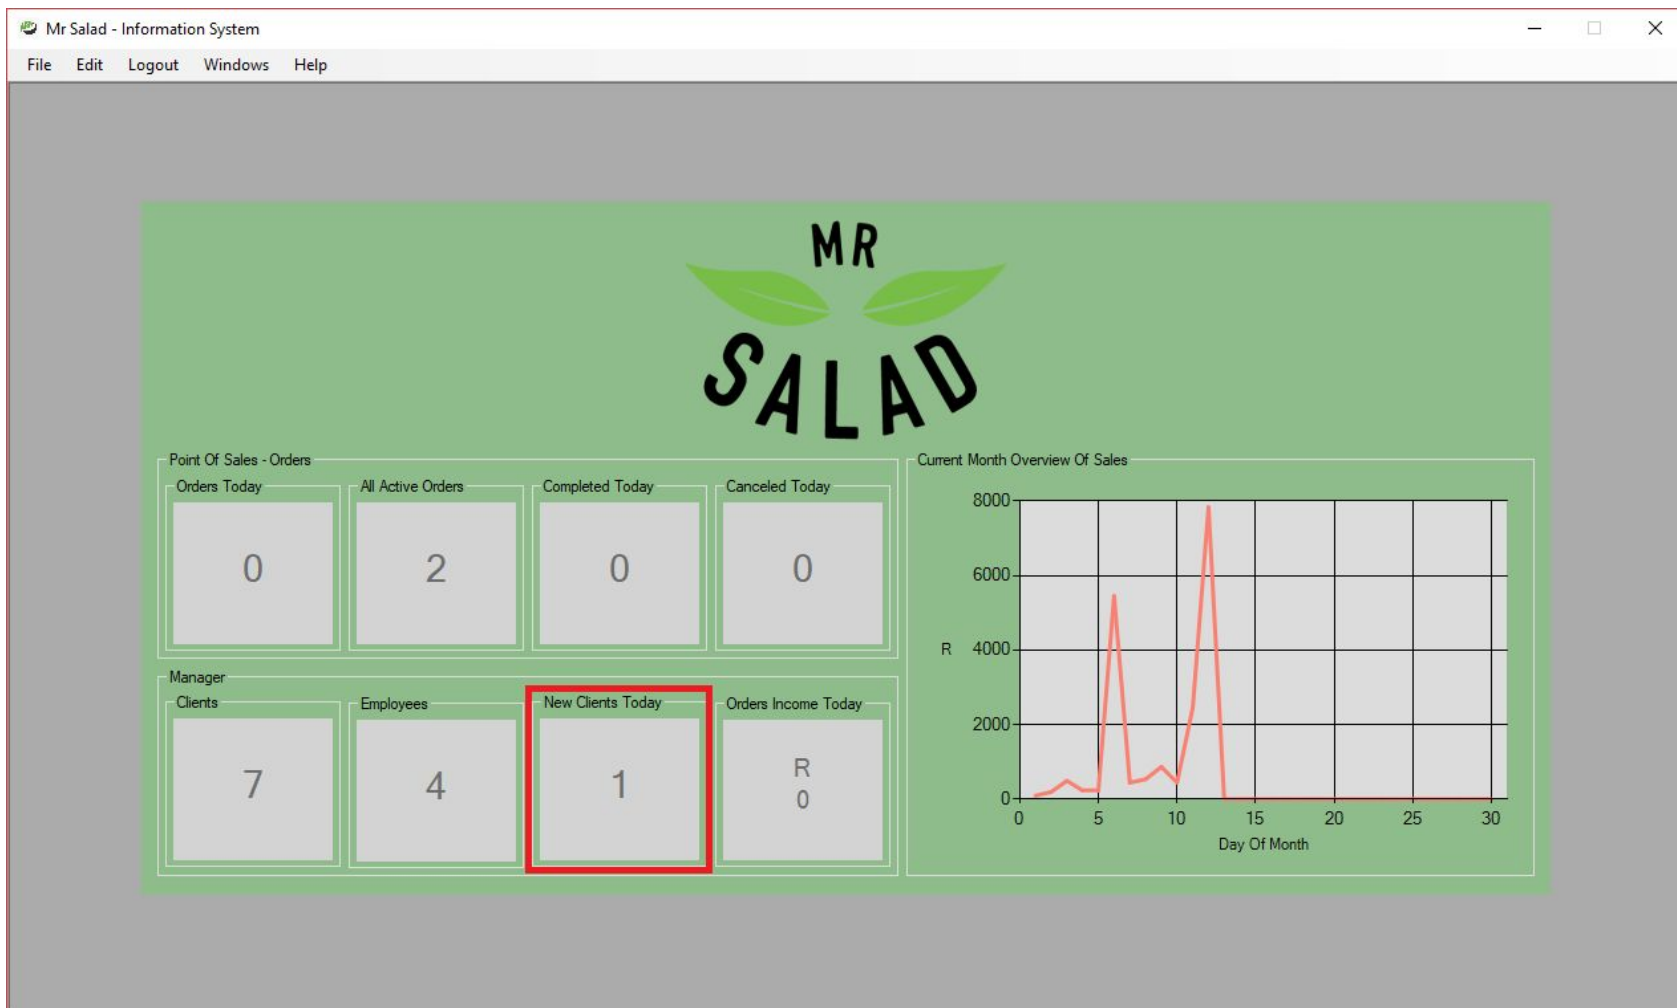 Mr Salad - Information System
File Edit Logout Windows Help
MR
SALAD
Point Of Sales - Orders
Orders Today All Active Orders Completed Today Canceled Today
0 2 0 0
Manager
Clients Employees New Clients Today Orders Income Today
7 4 1 R
0
Current Month Overview Of Sales
8000
6000
R 4000
2000
0
0 5 10 15 20 25 30
Day Of Month